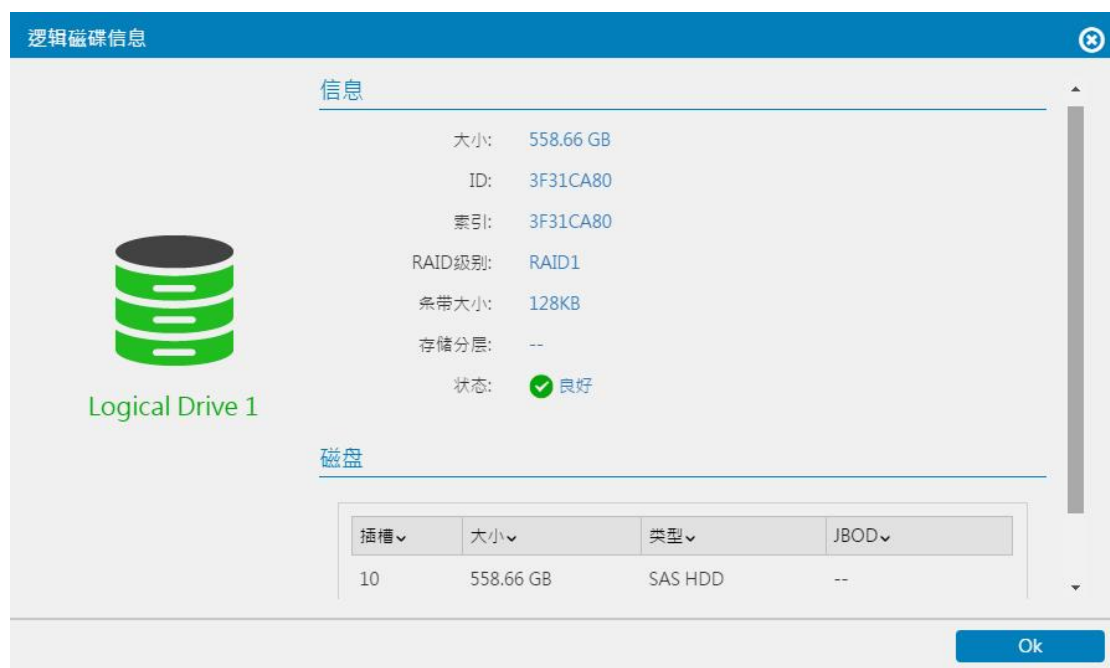 逻辑磁碟信息
信息
大小: 558.66 GB
ID: 3F31CA80
索引: 3F31CA80
RAID级别: RAID1
条带大小: 128KB
存储分层: --
状态: 良好
Logical Drive 1
磁盘
插槽 大小 类型 JBOD
10 558.66 GB SAS HDD --
Ok